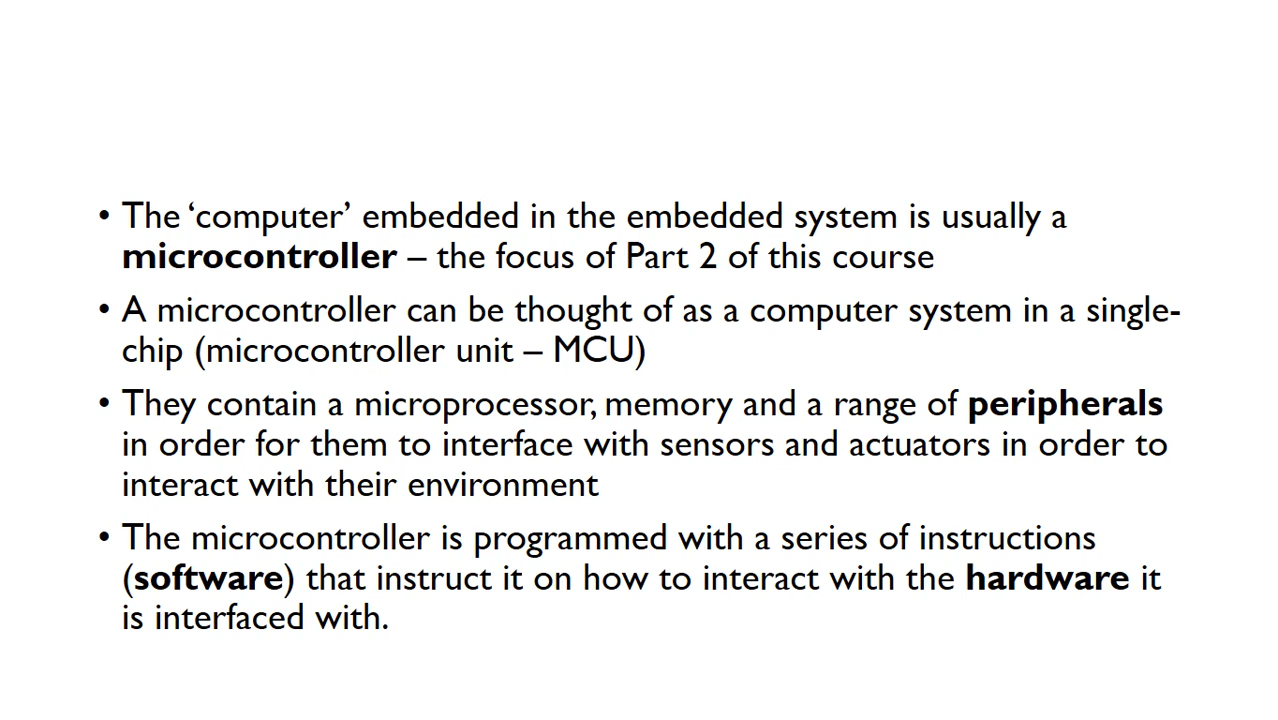 • The ‘computer’ embedded in the embedded system is usually a
microcontroller – the focus of Part 2 of this course
• A microcontroller can be thought of as a computer system in a single-
chip (microcontroller unit – MCU)
• They contain a microprocessor, memory and a range of peripherals
in order for them to interface with sensors and actuators in order to
interact with their environment
• The microcontroller is programmed with a series of instructions
(software) that instruct it on how to interact with the hardware it
is interfaced with.